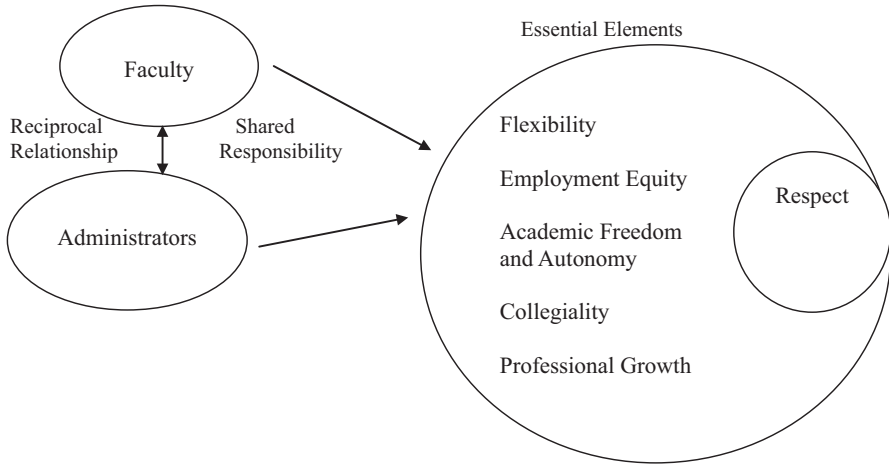 Essential Elements
Faculty
Reciprocal
Relationship
Shared
Responsibility
Administrators
Flexibility
Employment Equity
Academic Freedom
and Autonomy
Collegiality
Professional Growth
Respect